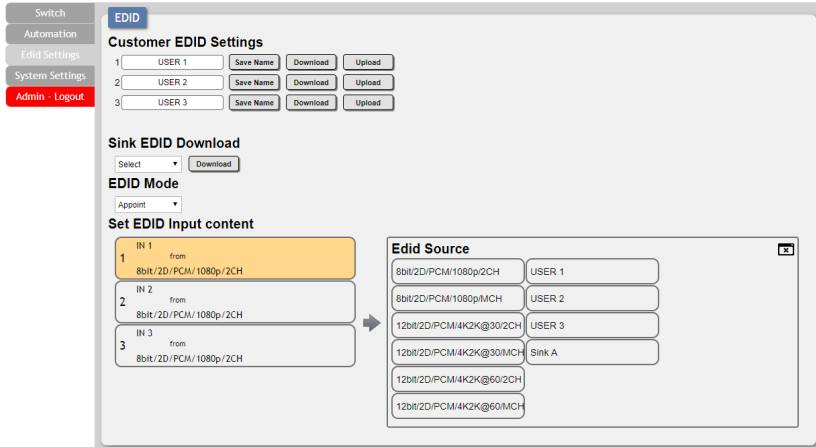 Switch
Automation
Edid Settings
System Settings
Admin - Logout
EDID
Customer EDID Settings
1 USER 1 Save Name Download Upload
2 USER 2 Save Name Download Upload
3 USER 3 Save Name Download Upload
Sink EDID Download
Select Download
EDID Mode
Appoint
Set EDID Input content
IN 1
1 from
8bit/2D/PCM/1080p/2CH
IN 2
2 from
8bit/2D/PCM/1080p/2CH
IN 3
3 from
8bit/2D/PCM/1080p/2CH
Edid Source
8bit/2D/PCM/1080p/2CH USER 1
8bit/2D/PCM/1080p/MCH USER 2
12bit/2D/PCM/4K2K@30/2CH USER 3
12bit/2D/PCM/4K2K@30/MCH Sink A
12bit/2D/PCM/4K2K@60/2CH
12bit/2D/PCM/4K2K@60/MCH